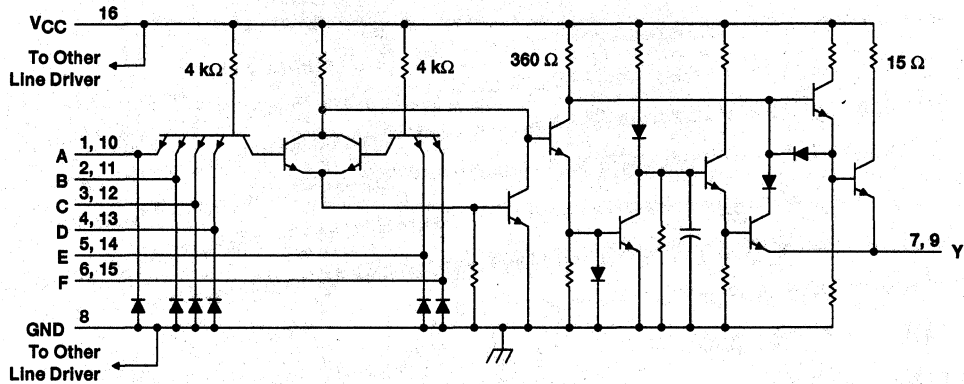 VCC 16
To Other
Line Driver
4 kΩ
4 kΩ
360 Ω
15 Ω
A 1, 10
B 2, 11
C 3, 12
D 4, 13
E 5, 14
F 6, 15
7, 9 Y
GND 8
To Other
Line Driver